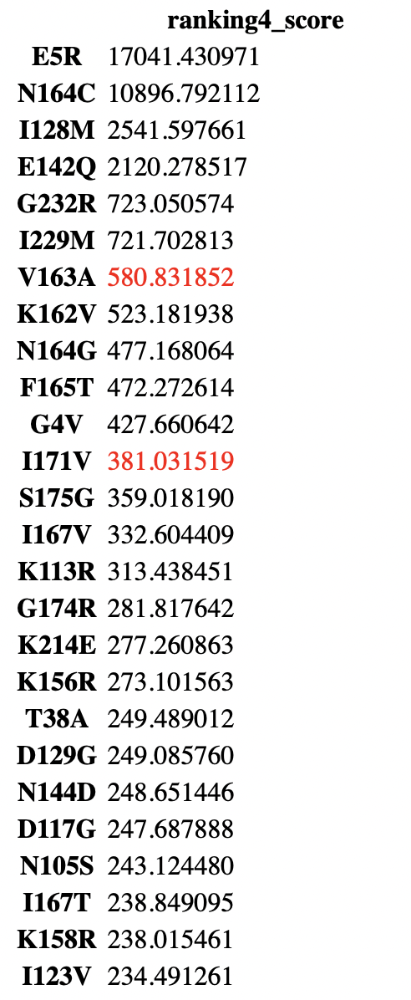 ranking4_score
E5R 17041.430971
N164C 10896.792112
I128M 2541.597661
E142Q 2120.278517
G232R 723.050574
I229M 721.702813
V163A 580.831852
K162V 523.181938
N164G 477.168064
F165T 472.272614
G4V 427.660642
I171V 381.031519
S175G 359.018190
I167V 332.604409
K113R 313.438451
G174R 281.817642
K214E 277.260863
K156R 273.101563
T38A 249.489012
D129G 249.085760
N144D 248.651446
D117G 247.687888
N105S 243.124480
I167T 238.849095
K158R 238.015461
I123V 234.491261